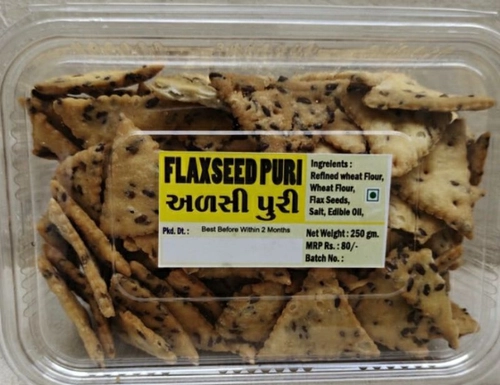 FLAXSEED PURI
અળસી પુરી
Pkd. Dt. :
Best Before Within 2 Months
Ingreients :
Refined wheat Flour,
Wheat Flour,
Flax Seeds,
Salt, Edible Oil,
Net Weight : 250 gm.
MRP Rs. : 80/-
Batch No. :